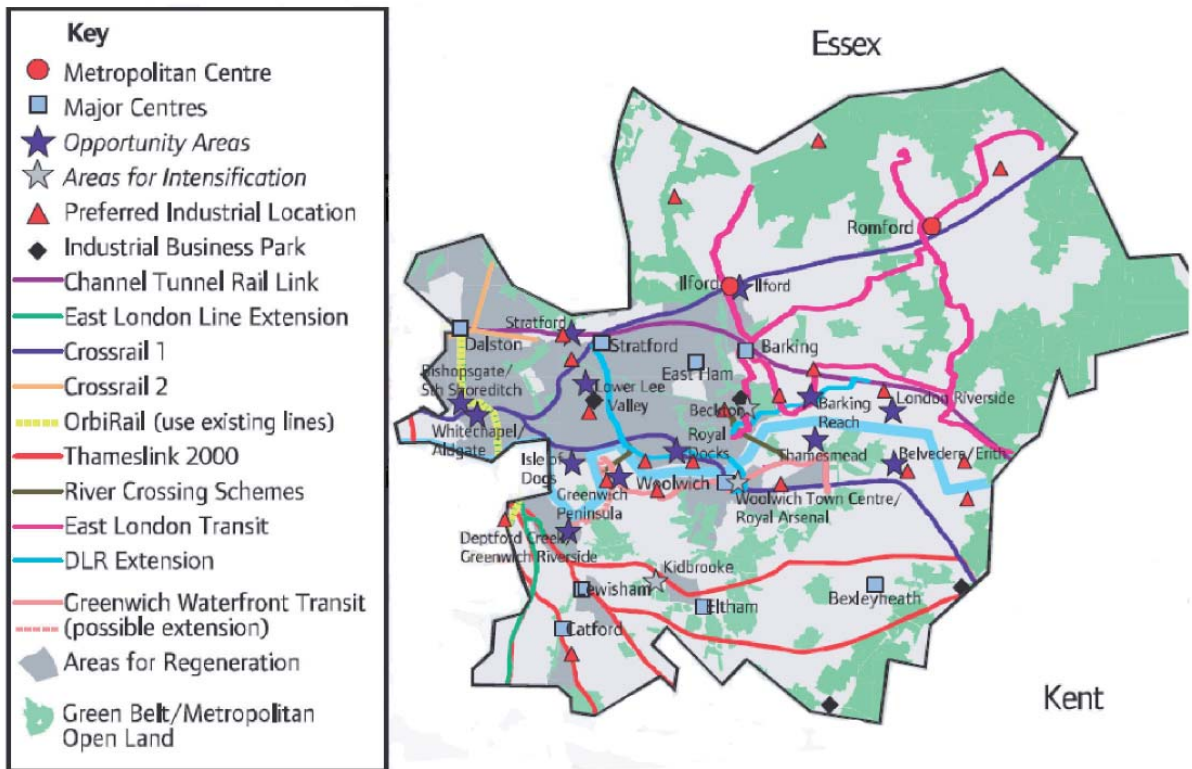 Key
Metropolitan Centre
Major Centres
Opportunity Areas
Areas for Intensification
Preferred Industrial Location
Industrial Business Park
Channel Tunnel Rail Link
East London Line Extension
Crossrail 1
Crossrail 2
OrbiRail (use existing lines)
Thameslink 2000
River Crossing Schemes
East London Transit
DLR Extension
Greenwich Waterfront Transit
(possible extension)
Areas for Regeneration
Green Belt/Metropolitan
Open Land
Essex
Romford
Ilford
Ilford
Stratford
Dalston
Stratford
Barking
Bishopsgate/
Sth Shoreditch
East Ham
Lower Lee
Valley
London Riverside
Beckton
Barking
Reach
Whitechapel/
Aldgate
Royal
Docks
Thamesmead
Belvedere/Erith
Isle of
Dogs
Woolwich
Greenwich
Peninsula
Woolwich Town Centre/
Royal Arsenal
Deptford Creek/
Greenwich Riverside
Kidbrooke
Lewisham
Eltham
Bexleyheath
Catford
Kent